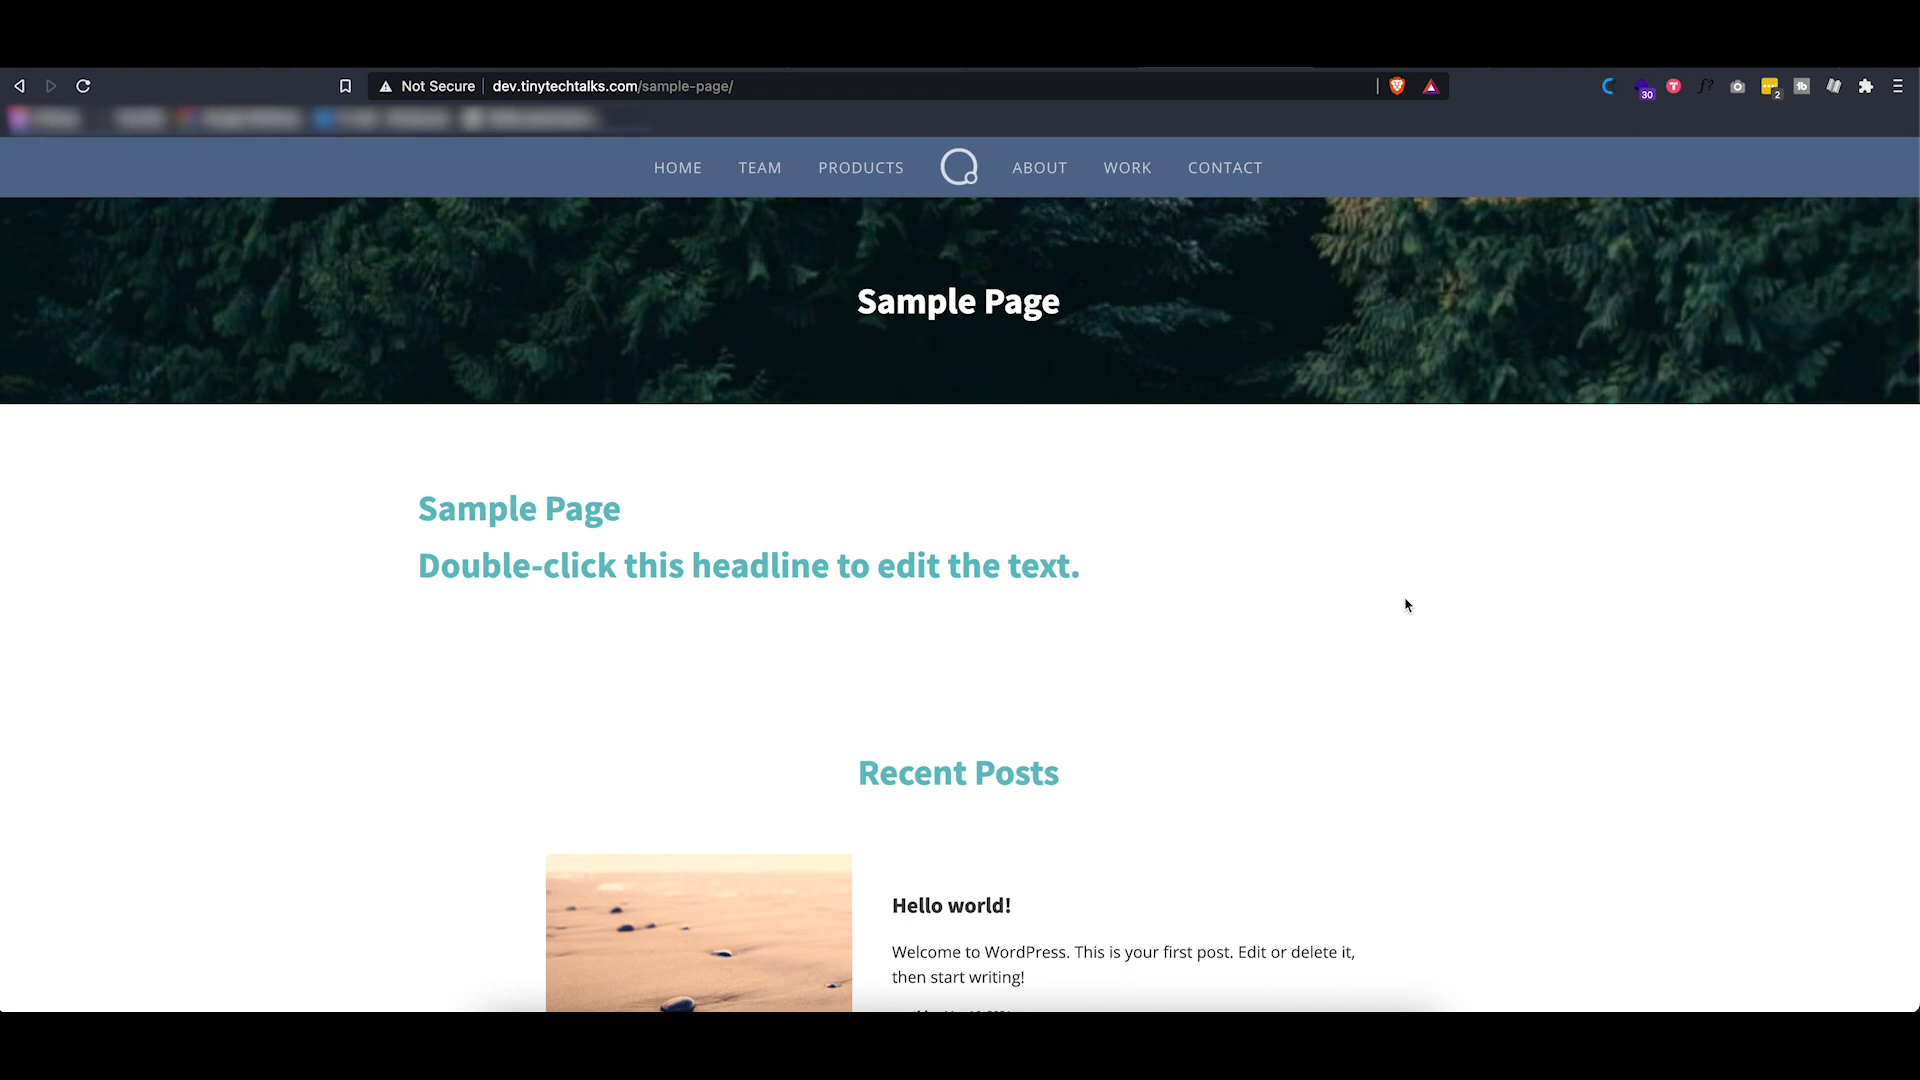 Not Secure dev.tinytechtalks.com/sample-page/
30
f?
2
HOME TEAM PRODUCTS ABOUT WORK CONTACT
Sample Page
Sample Page
Double-click this headline to edit the text.
Recent Posts
Hello world!
Welcome to WordPress. This is your first post. Edit or delete it,
then start writing!